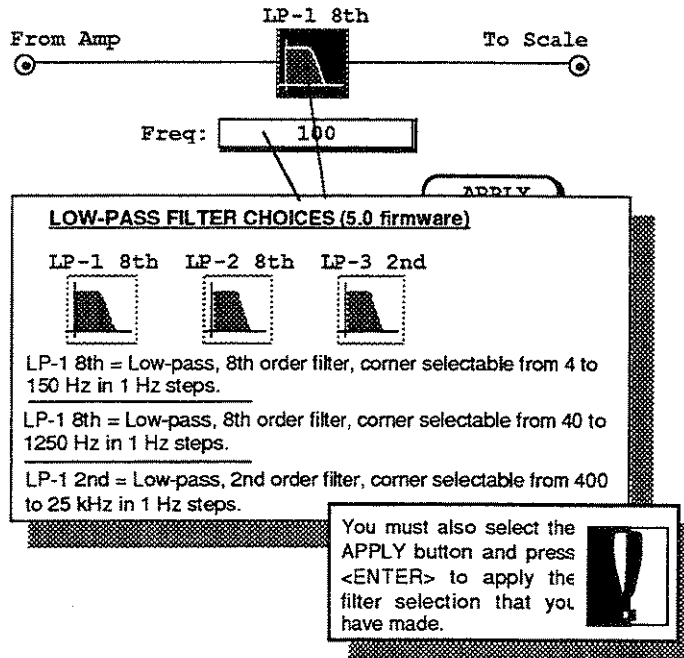 LP-1 8th
From Amp To Scale
Freq: 100
APPLY
LOW-PASS FILTER CHOICES (5.0 firmware)
LP-1 8th LP-2 8th LP-3 2nd
LP-1 8th = Low-pass, 8th order filter, corner selectable from 4 to
150 Hz in 1 Hz steps.
LP-1 8th = Low-pass, 8th order filter, corner selectable from 40 to
1250 Hz in 1 Hz steps.
LP-1 2nd = Low-pass, 2nd order filter, corner selectable from 400
to 25 kHz in 1 Hz steps.
You must also select the
APPLY button and press
<ENTER> to apply the
filter selection that you
have made.